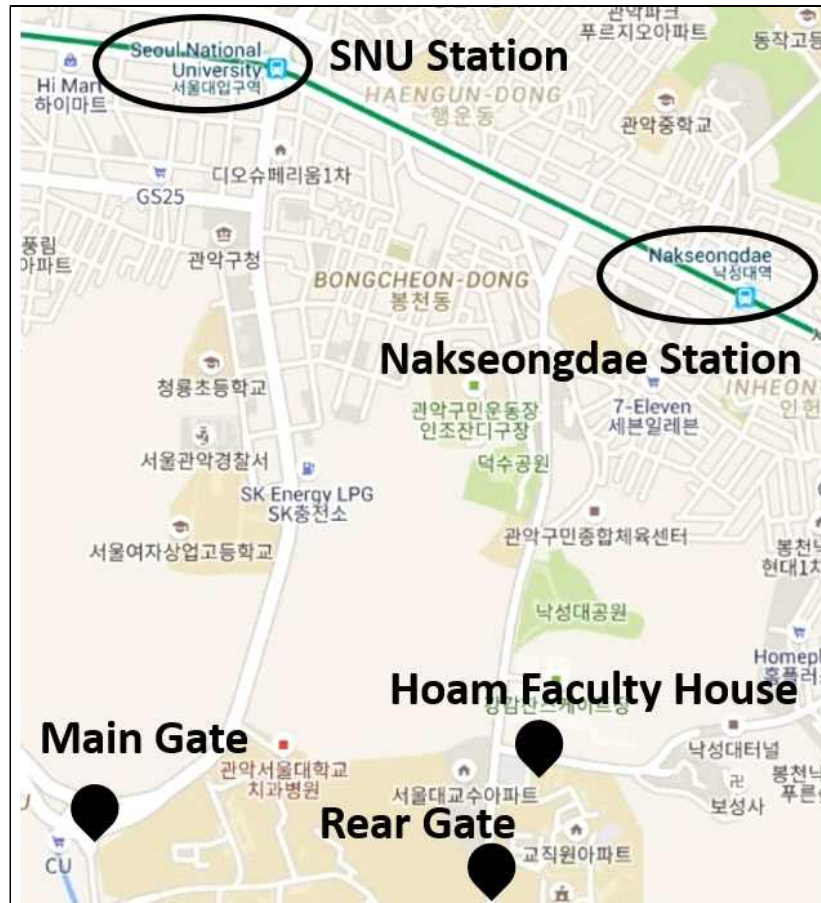 관악파크
푸르지오아파트
동작고등
Seoul National
University
서울대입구역
SNU Station
Hi Mart
하이마트
HAENGUN-DONG
행운동
관악중학교
디오슈페리움1차
GS25
풍림
아파트
관악구청
Nakseongdae
낙성대역
BONGCHEON-DONG
봉천동
Nakseongdae Station
청룡초등학교
관악구민운동장
인조잔디구장
7-Eleven
세븐일레븐
INHEON
인헌
서울관악경찰서
덕수공원
SK Energy LPG
SK충전소
서울여자상업고등학교
관악구민종합체육센터
봉천낙
현대1차
낙성대공원
Homepl
홈플러스
Hoam Faculty House
Main Gate
관악서울대학교
치과병원
낙성대터널
서울대교수아파트
보성사
봉천
푸른
Rear Gate
교직원아파트
CU